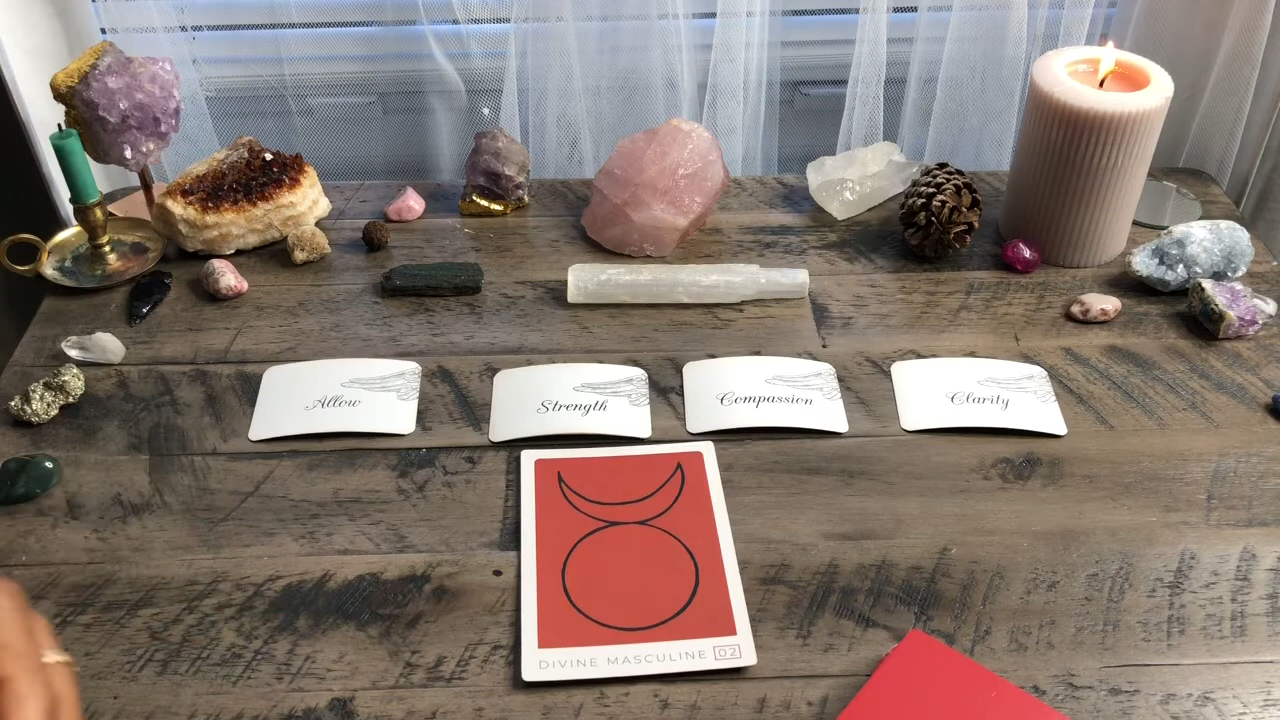 Allow
Strength
Compassion
Clarity
DIVINE MASCULINE 02